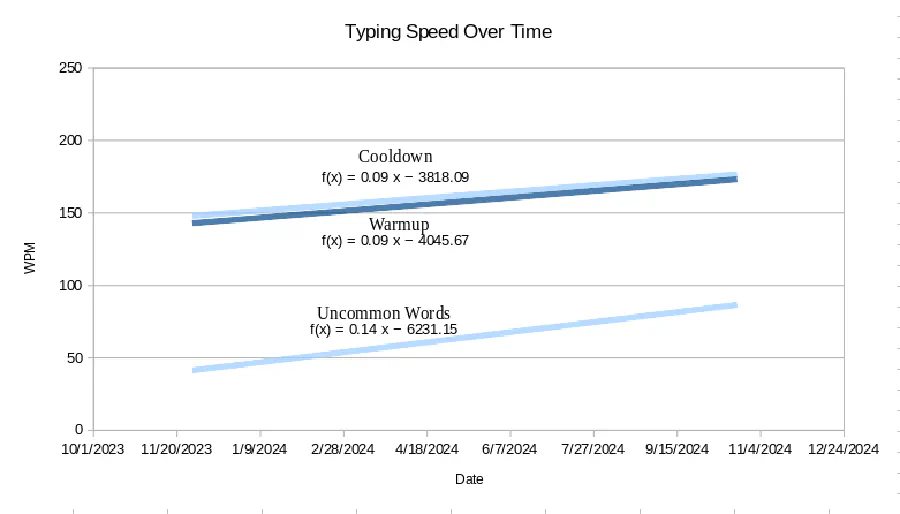 Typing Speed Over Time
250
200
Cooldown
f(x) = 0.09 x − 3818.09
150
Warmup
f(x) = 0.09 x − 4045.67
WPM
100
Uncommon Words
f(x) = 0.14 x − 6231.15
50
0
10/1/2023 11/20/2023 1/9/2024 2/28/2024 4/18/2024 6/7/2024 7/27/2024 9/15/2024 11/4/2024 12/24/2024
Date